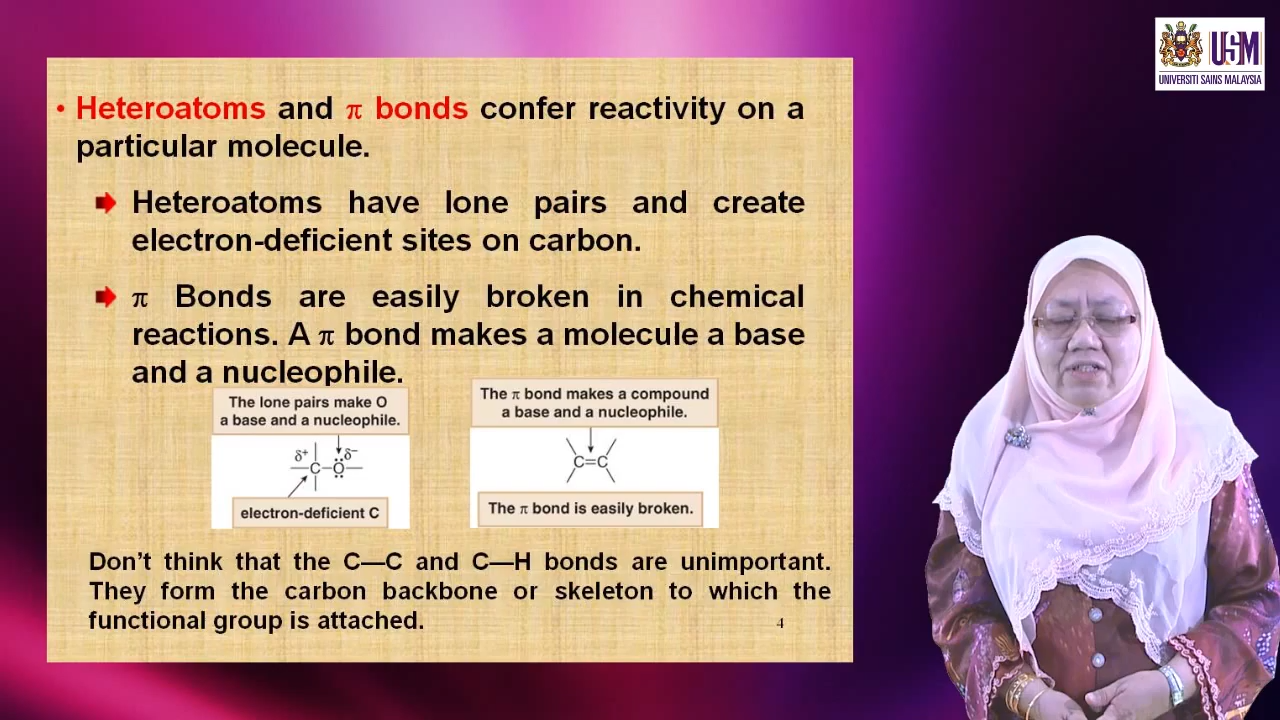 USM
UNIVERSITI SAINS MALAYSIA
• Heteroatoms and π bonds confer reactivity on a
particular molecule.
Heteroatoms have lone pairs and create
electron-deficient sites on carbon.
π Bonds are easily broken in chemical
reactions. A π bond makes a molecule a base
and a nucleophile.
The lone pairs make O
a base and a nucleophile.
δ+ δ−
C–O
electron-deficient C
The π bond makes a compound
a base and a nucleophile.
C=C
The π bond is easily broken.
Don't think that the C—C and C—H bonds are unimportant.
They form the carbon backbone or skeleton to which the
functional group is attached.
4